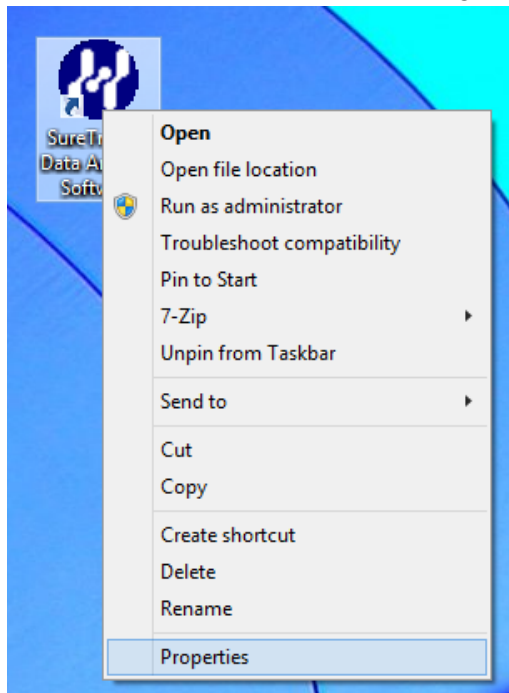 SureTr
Data A
Softw
Open
Open file location
Run as administrator
Troubleshoot compatibility
Pin to Start
7-Zip
Unpin from Taskbar
Send to
Cut
Copy
Create shortcut
Delete
Rename
Properties